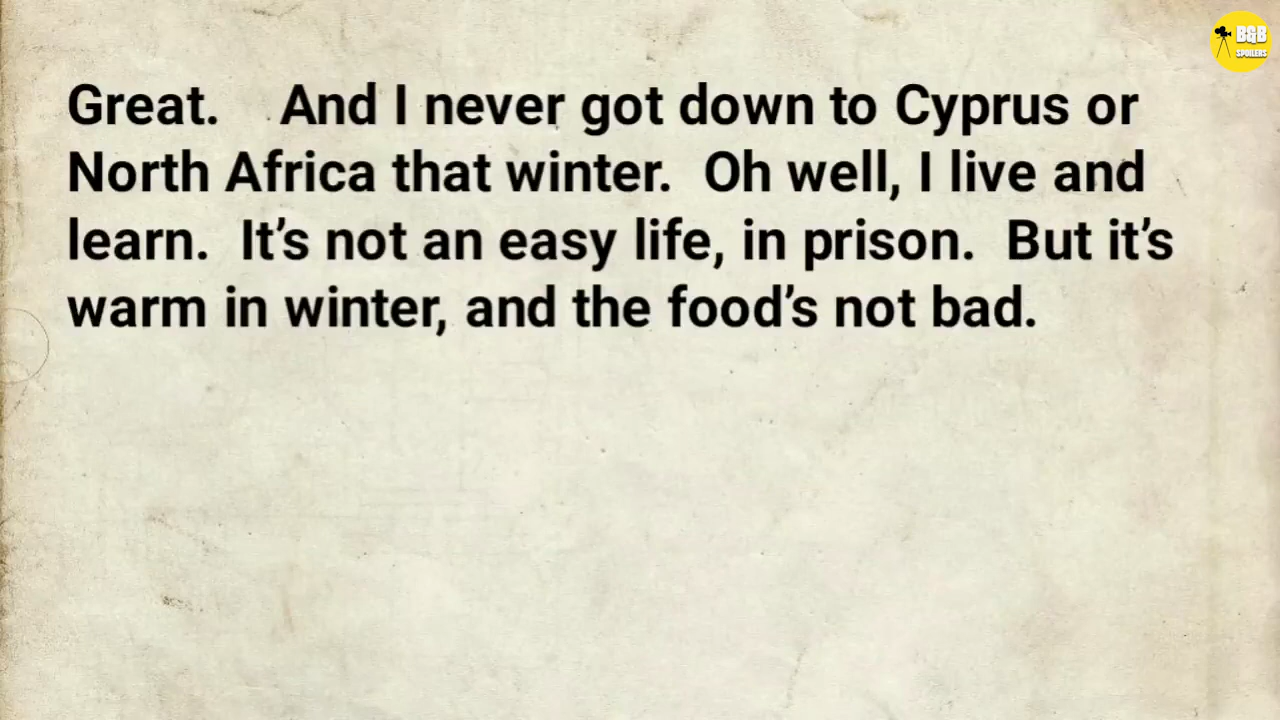 B&B
SPOILERS
Great. And I never got down to Cyprus or
North Africa that winter. Oh well, I live and
learn. It’s not an easy life, in prison. But it’s
warm in winter, and the food’s not bad.